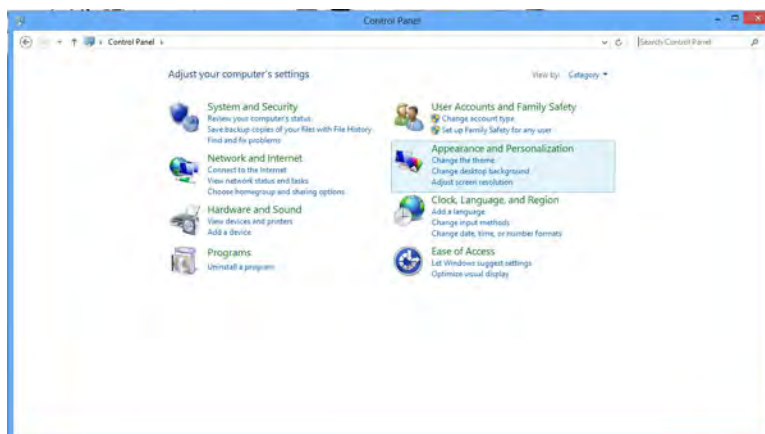 Control Panel
Control Panel
Search Control Panel
Adjust your computer's settings
View by: Category
System and Security
Review your computer's status
Save backup copies of your files with File History
Find and fix problems
Network and Internet
Connect to the Internet
View network status and tasks
Choose homegroup and sharing options
Hardware and Sound
View devices and printers
Add a device
Programs
Uninstall a program
User Accounts and Family Safety
Change account type
Set up Family Safety for any user
Appearance and Personalization
Change the theme
Change desktop background
Adjust screen resolution
Clock, Language, and Region
Add a language
Change input methods
Change date, time, or number formats
Ease of Access
Let Windows suggest settings
Optimize visual display